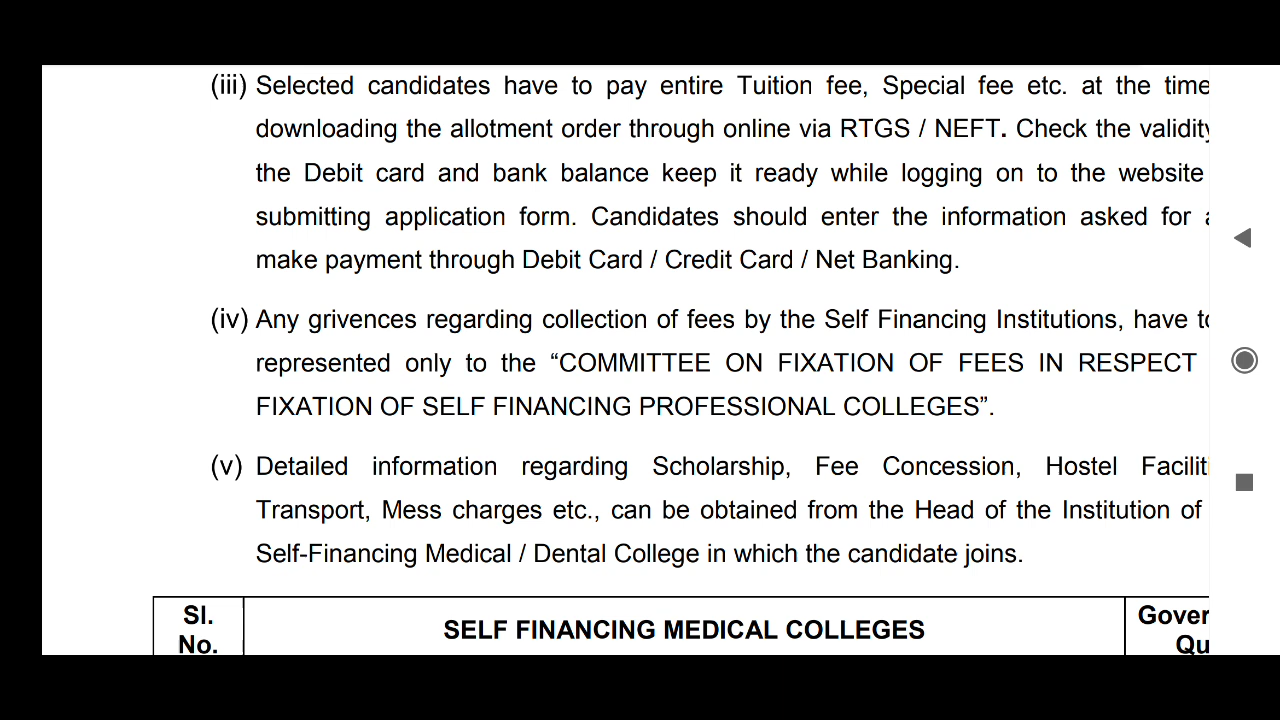 (iii) Selected candidates have to pay entire Tuition fee, Special fee etc. at the time
downloading the allotment order through online via RTGS / NEFT. Check the validity
the Debit card and bank balance keep it ready while logging on to the website
submitting application form. Candidates should enter the information asked for
make payment through Debit Card / Credit Card / Net Banking.
(iv) Any grivences regarding collection of fees by the Self Financing Institutions, have to
represented only to the “COMMITTEE ON FIXATION OF FEES IN RESPECT
FIXATION OF SELF FINANCING PROFESSIONAL COLLEGES”.
(v) Detailed information regarding Scholarship, Fee Concession, Hostel Faciliti
Transport, Mess charges etc., can be obtained from the Head of the Institution of
Self-Financing Medical / Dental College in which the candidate joins.
Sl.
No.
SELF FINANCING MEDICAL COLLEGES
Gover
Qu